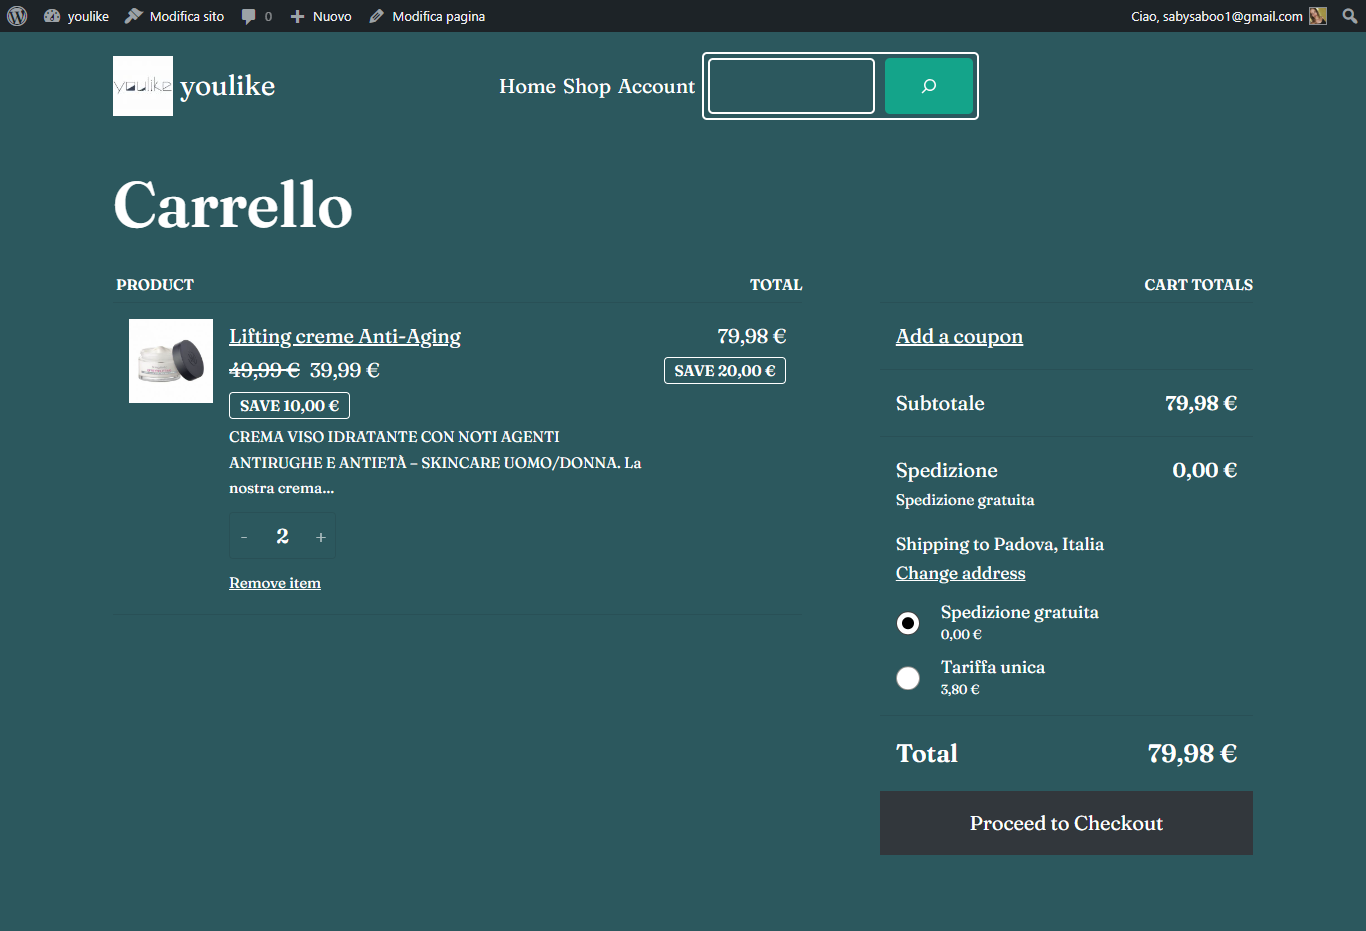 youlike
Modifica sito
0
Nuovo
Modifica pagina
Ciao, sabysaboo1@gmail.com
youlike
youlike
Home Shop Account
Carrello
PRODUCT
TOTAL
CART TOTALS
Lifting creme Anti-Aging
79,98 €
49,99 € 39,99 €
SAVE 20,00 €
SAVE 10,00 €
CREMA VISO IDRATANTE CON NOTI AGENTI
ANTIRUGHE E ANTIETÀ – SKINCARE UOMO/DONNA. La
nostra crema...
- 2 +
Remove item
Add a coupon
Subtotale 79,98 €
Spedizione 0,00 €
Spedizione gratuita
Shipping to Padova, Italia
Change address
Spedizione gratuita
0,00 €
Tariffa unica
3,80 €
Total 79,98 €
Proceed to Checkout